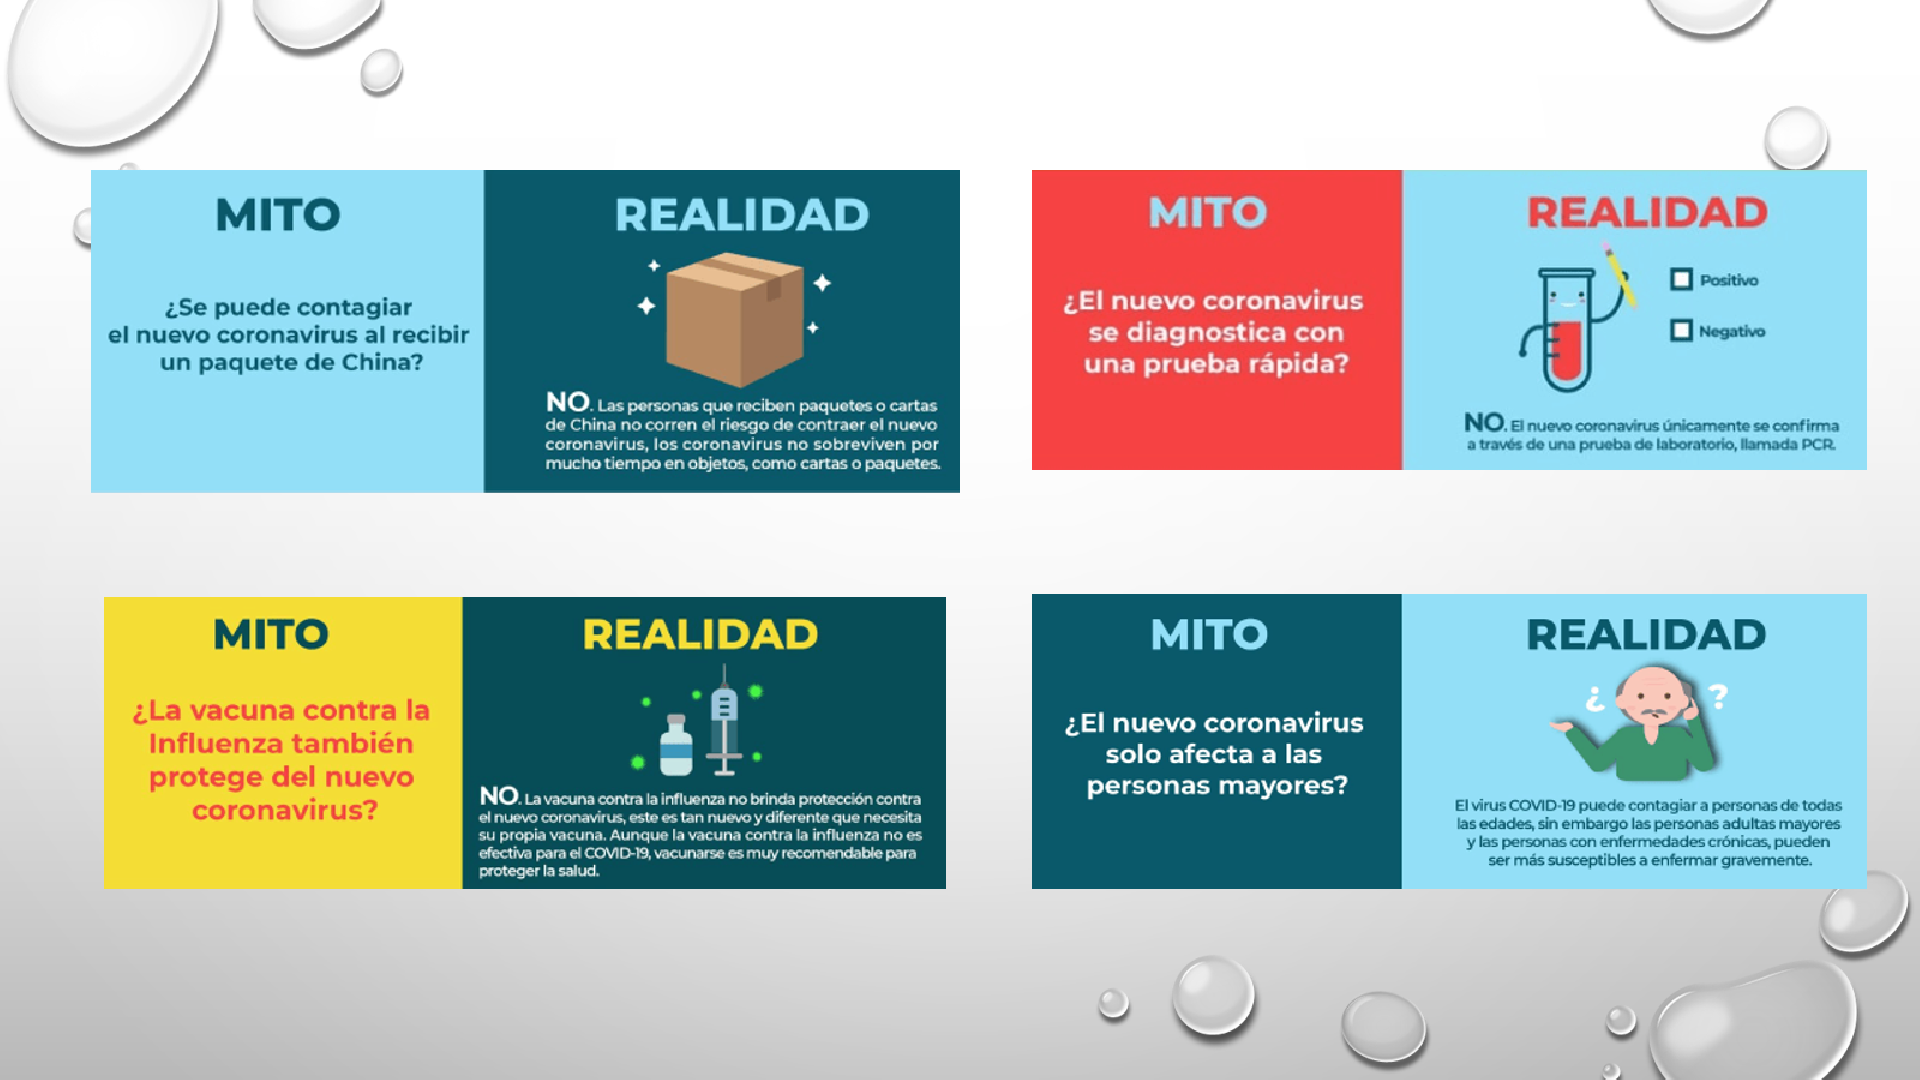 MITO
¿Se puede contagiar
el nuevo coronavirus al recibir
un paquete de China?
REALIDAD
NO. Las personas que reciben paquetes o cartas
de China no corren el riesgo de contraer el nuevo
coronavirus, los coronavirus no sobreviven por
mucho tiempo en objetos, como cartas o paquetes.
MITO
¿El nuevo coronavirus
se diagnostica con
una prueba rápida?
REALIDAD
Positivo
Negativo
NO. El nuevo coronavirus únicamente se confirma
a través de una prueba de laboratorio, llamada PCR.
MITO
¿La vacuna contra la
Influenza también
protege del nuevo
coronavirus?
REALIDAD
NO. La vacuna contra la influenza no brinda protección contra
el nuevo coronavirus, este es tan nuevo y diferente que necesita
su propia vacuna. Aunque la vacuna contra la influenza no es
efectiva para el COVID-19, vacunarse es muy recomendable para
proteger la salud.
MITO
¿El nuevo coronavirus
solo afecta a las
personas mayores?
REALIDAD
¿ ?
El virus COVID-19 puede contagiar a personas de todas
las edades, sin embargo las personas adultas mayores
y las personas con enfermedades crónicas, pueden
ser más susceptibles a enfermar gravemente.